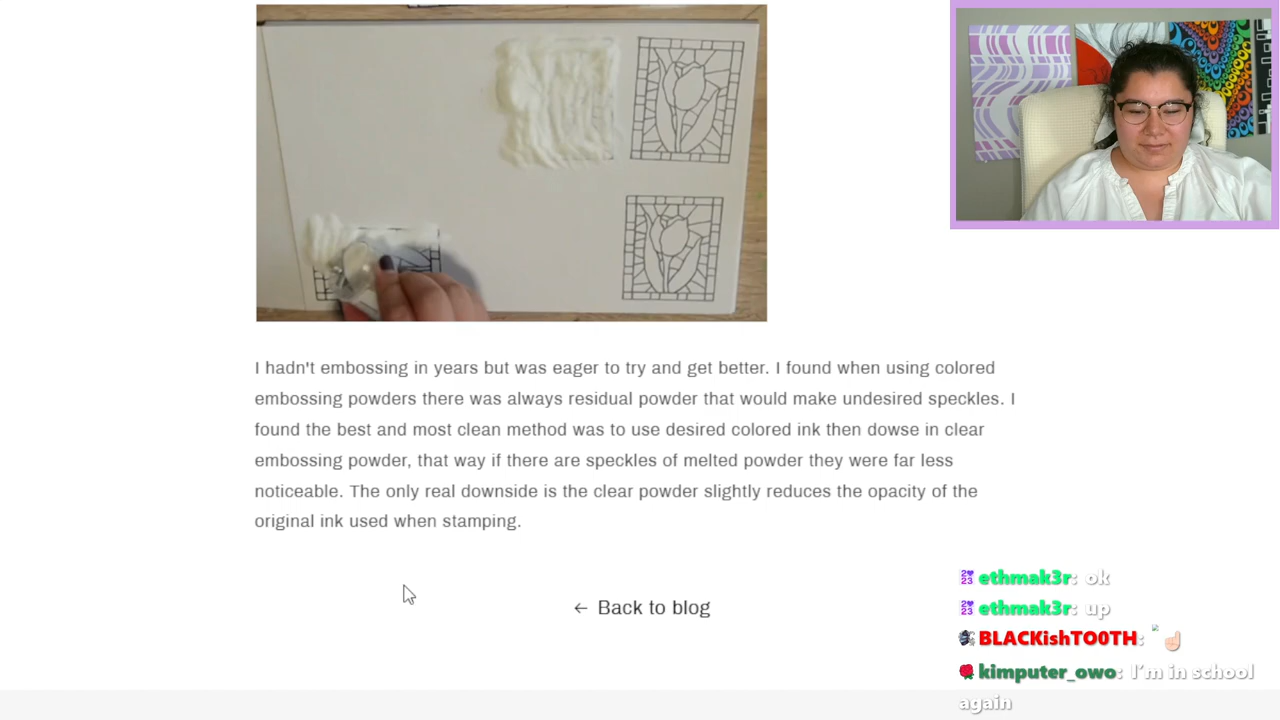 I hadn't embossing in years but was eager to try and get better. I found when using colored
embossing powders there was always residual powder that would make undesired speckles. I
found the best and most clean method was to use desired colored ink then dowse in clear
embossing powder, that way if there are speckles of melted powder they were far less
noticeable. The only real downside is the clear powder slightly reduces the opacity of the
original ink used when stamping.
← Back to blog
ethmak3r: ok
ethmak3r: up
BLACKishTO0TH:
kimputer_owo: I'm in school
again